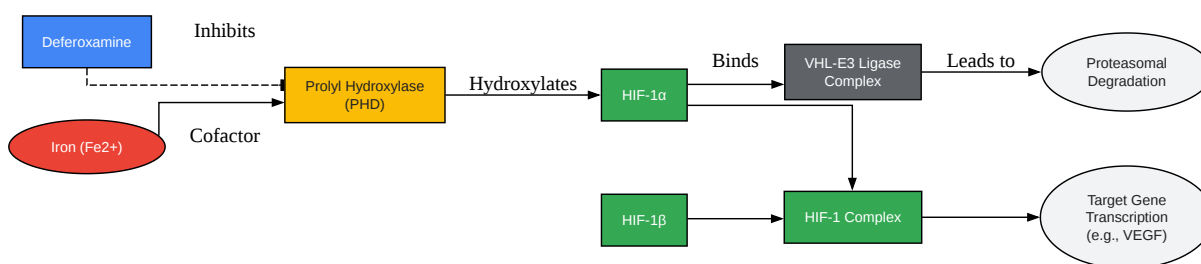 Deferoxamine
Inhibits
Prolyl Hydroxylase
(PHD)
Iron (Fe2+)
Cofactor
Hydroxylates
HIF-1α
Binds
VHL-E3 Ligase
Complex
Leads to
Proteasomal
Degradation
HIF-1β
HIF-1 Complex
Target Gene
Transcription
(e.g., VEGF)